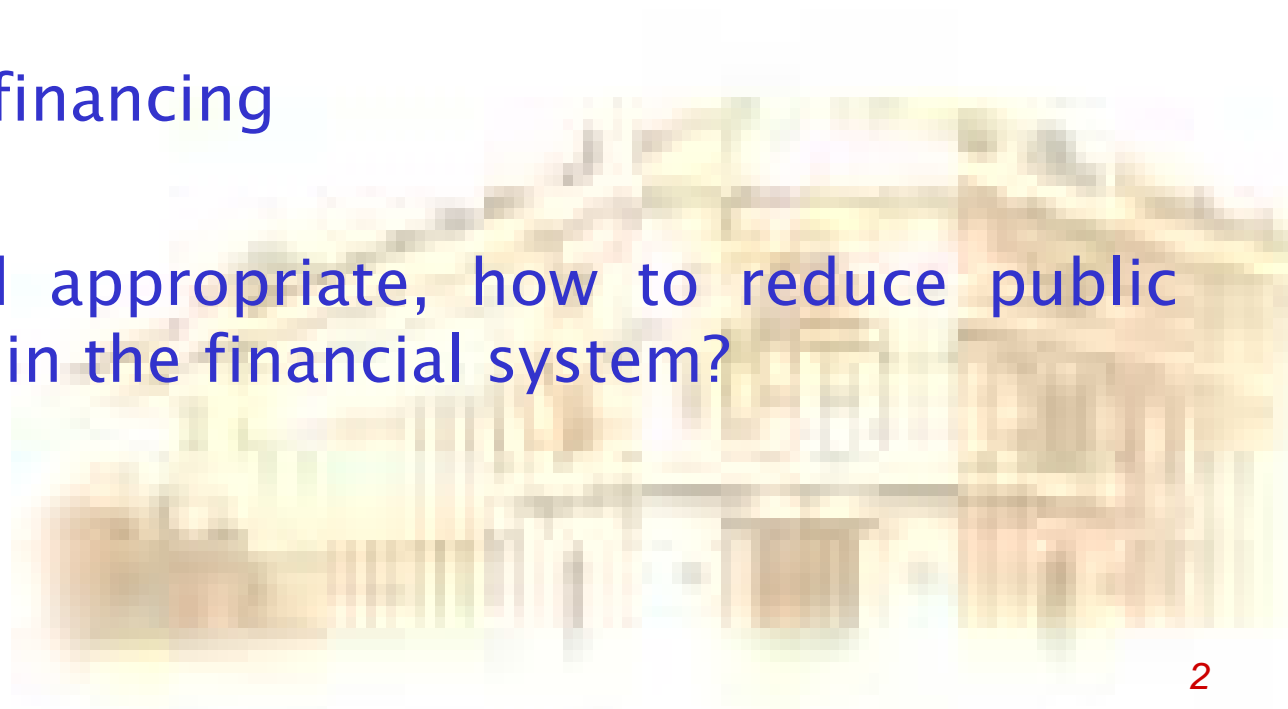 financing
appropriate, how to reduce public
in the financial system?
2